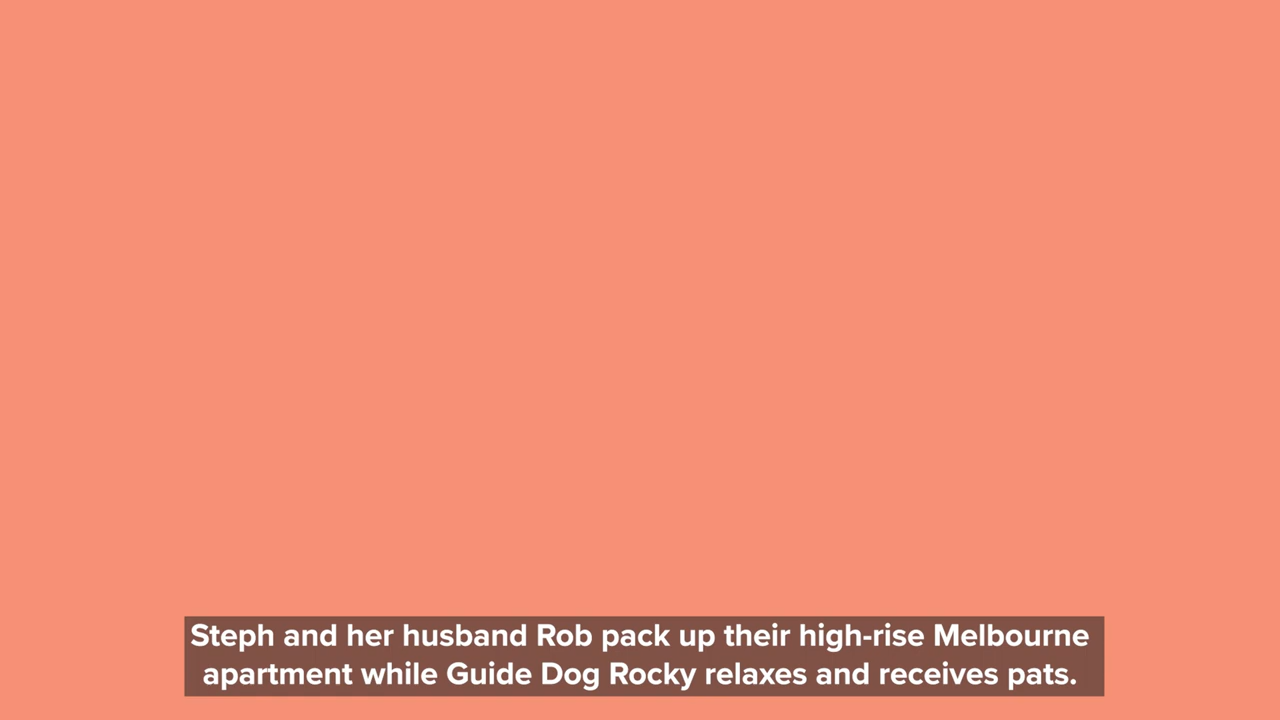 Steph and her husband Rob pack up their high-rise Melbourne
apartment while Guide Dog Rocky relaxes and receives pats.